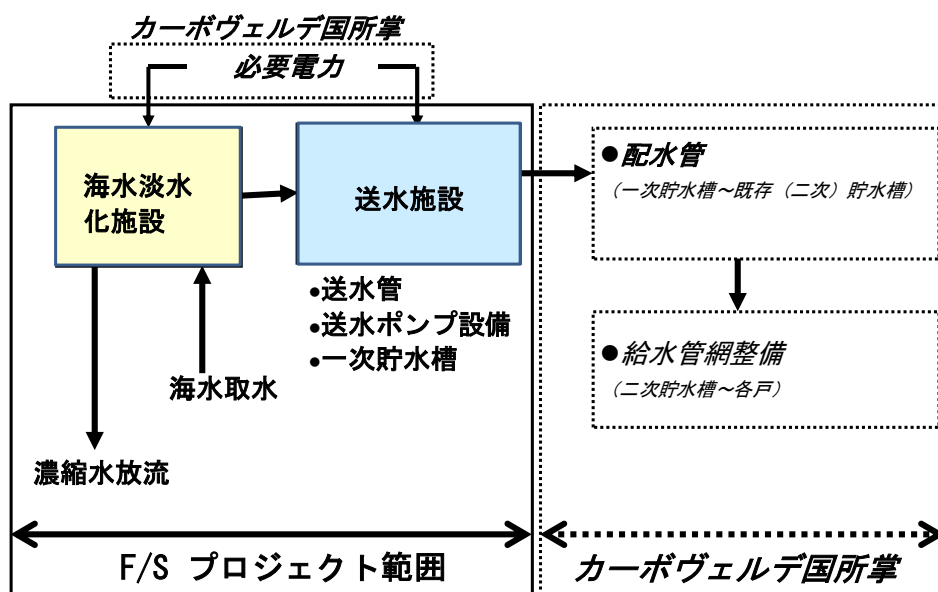 カーボヴェルデ国所掌
必要電力
海水淡水
化施設
送水施設
●配水管
（一次貯水槽～既存（二次）貯水槽）
●送水管
●送水ポンプ設備
●一次貯水槽
●給水管網整備
（二次貯水槽～各戸）
海水取水
濃縮水放流
F/S プロジェクト範囲
カーボヴェルデ国所掌